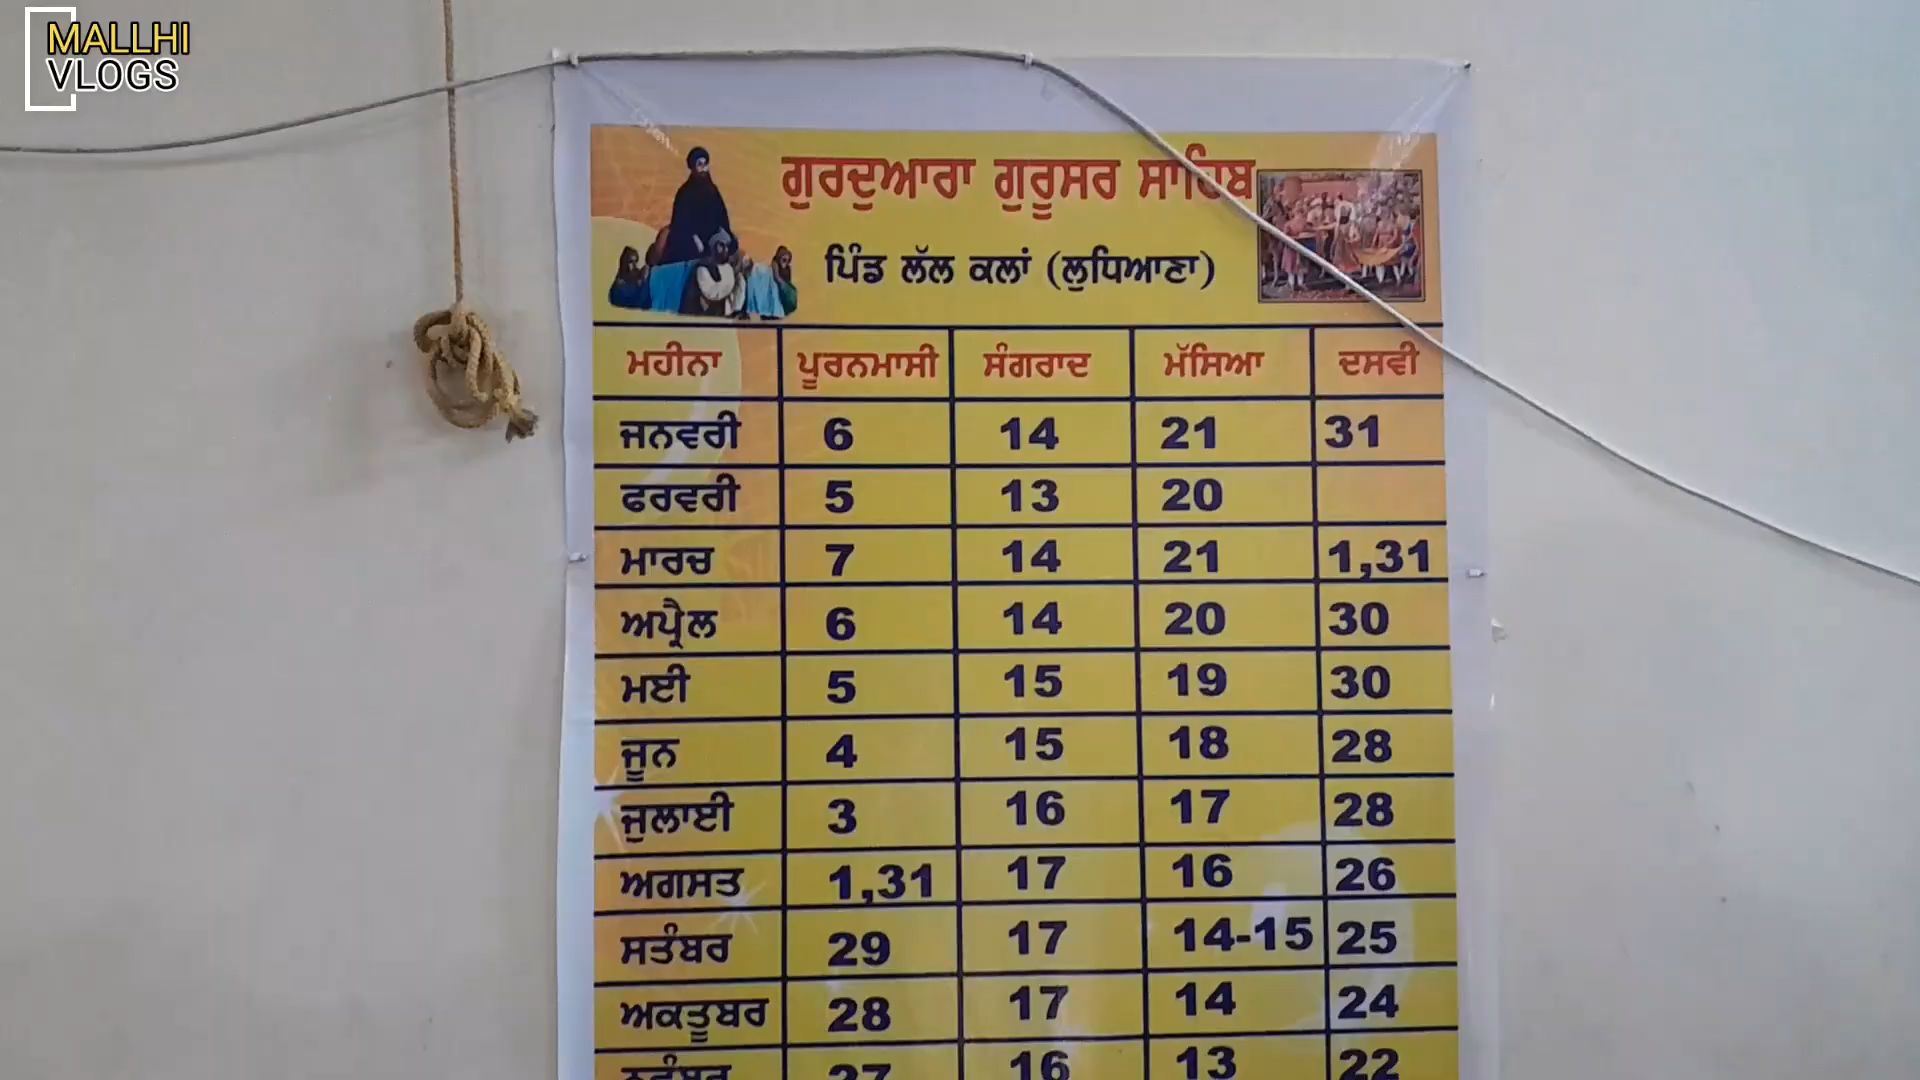 MALLHI
VLOGS
ਗੁਰਦੁਆਰਾ ਗੁਰੂਸਰ ਸਾਹਿਬ
ਪਿੰਡ ਲੱਲ ਕਲਾਂ (ਲੁਧਿਆਣਾ)
ਮਹੀਨਾ ਪੂਰਨਮਾਸੀ ਸੰਗਰਾਦ ਮੱਸਿਆ ਦਸਵੀ
ਜਨਵਰੀ 6 14 21 31
ਫਰਵਰੀ 5 13 20
ਮਾਰਚ 7 14 21 1,31
ਅਪ੍ਰੈਲ 6 14 20 30
ਮਈ 5 15 19 30
ਜੂਨ 4 15 18 28
ਜੁਲਾਈ 3 16 17 28
ਅਗਸਤ 1,31 17 16 26
ਸਤੰਬਰ 29 17 14-15 25
ਅਕਤੂਬਰ 28 17 14 24
ਨਵੰਬਰ 27 16 13 22